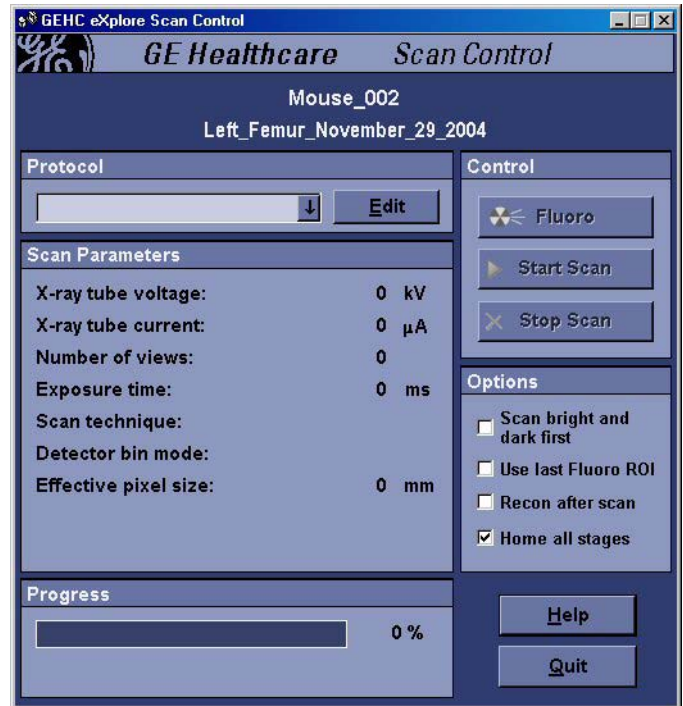 GEHC eXplore Scan Control
GE Healthcare Scan Control
Mouse_002
Left_Femur_November_29_2004
Protocol
Edit
Scan Parameters
X-ray tube voltage: 0 kV
X-ray tube current: 0 µA
Number of views: 0
Exposure time: 0 ms
Scan technique:
Detector bin mode:
Effective pixel size: 0 mm
Progress
0 %
Control
Fluoro
Start Scan
Stop Scan
Options
Scan bright and
dark first
Use last Fluoro ROI
Recon after scan
Home all stages
Help
Quit